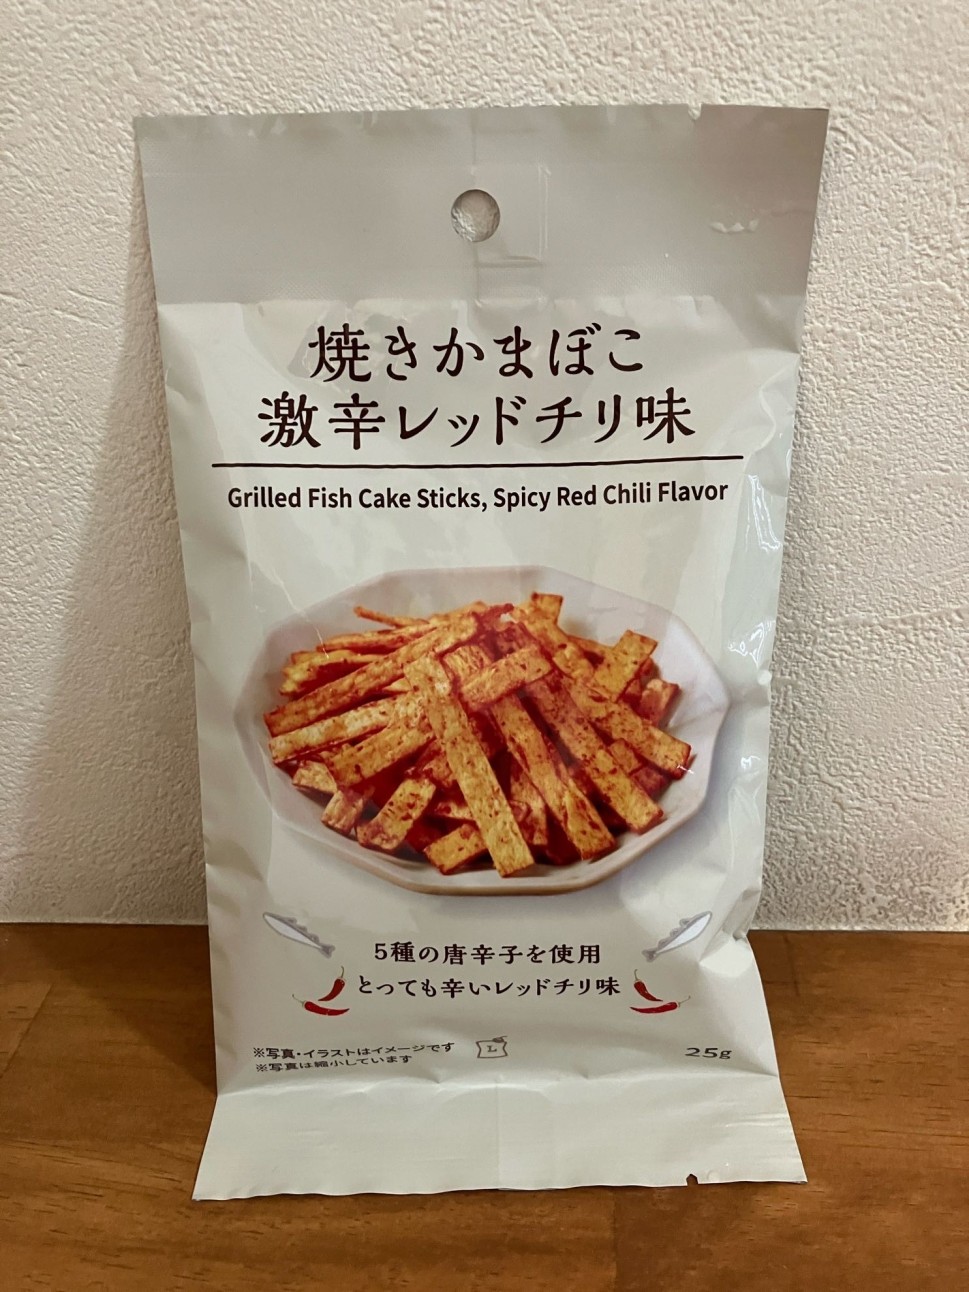 焼きかまぼこ
激辛レッドチリ味
Grilled Fish Cake Sticks, Spicy Red Chili Flavor
5種の唐辛子を使用
とっても辛いレッドチリ味
※写真・イラストはイメージです
※写真は縮小しています
L
25g